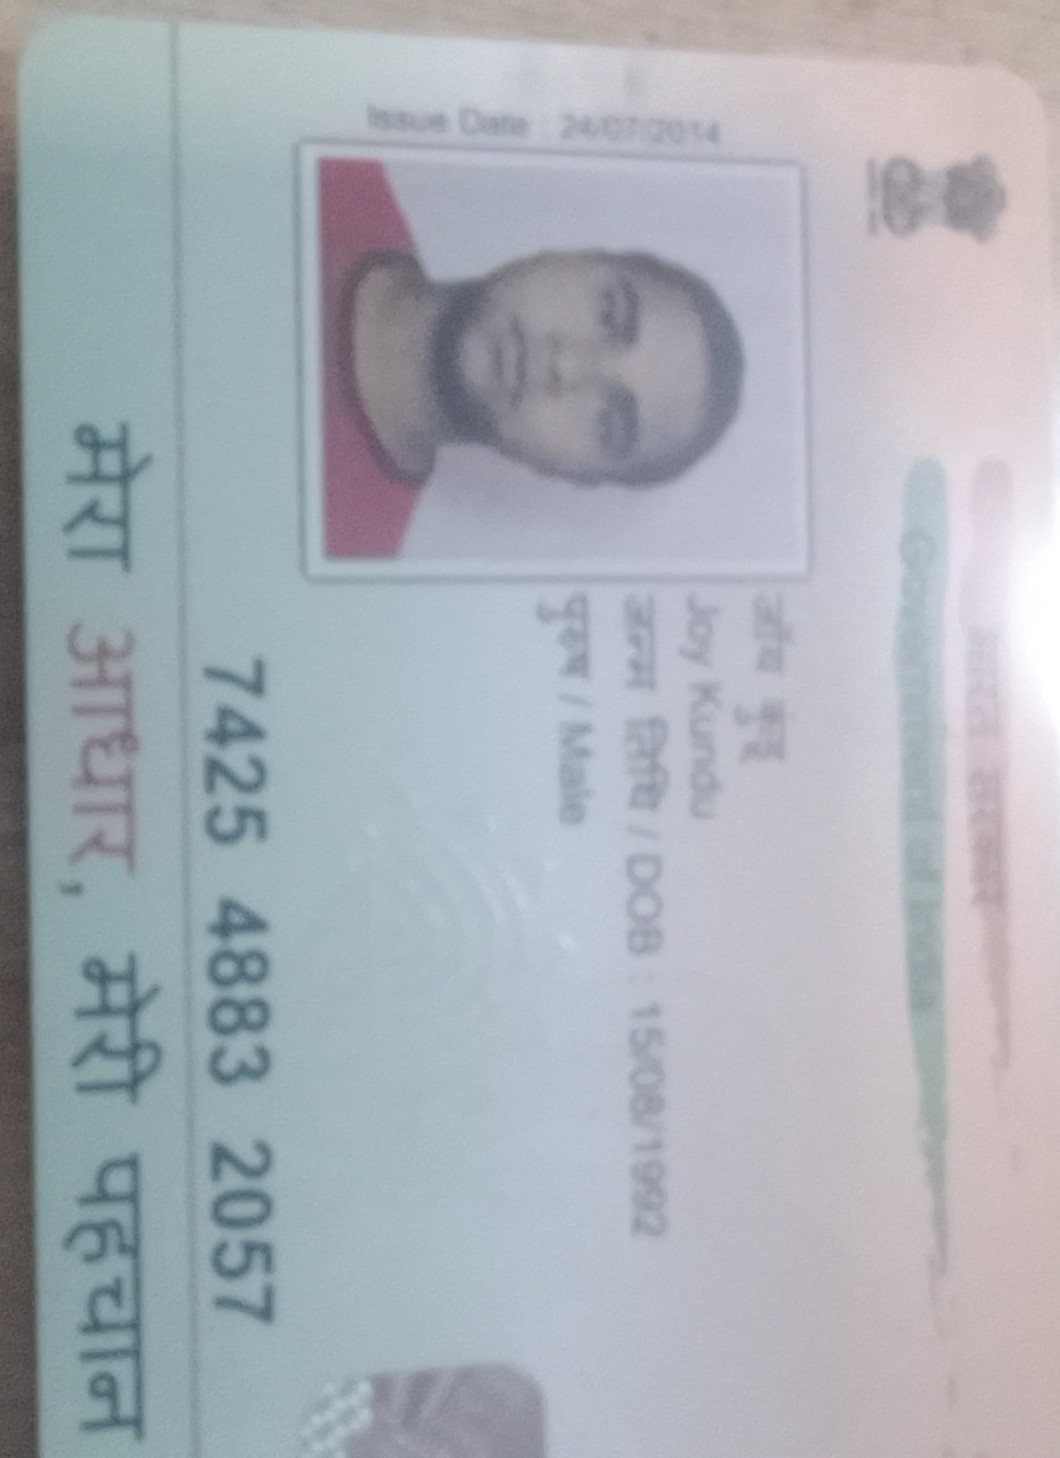 भारत सरकार
Government of India
Issue Date : 24/07/2014
जॉय कुंडू
Joy Kundu
जन्म तिथि / DOB : 15/08/1992
पुरुष / Male
7425 4883 2057
मेरा आधार, मेरी पहचान